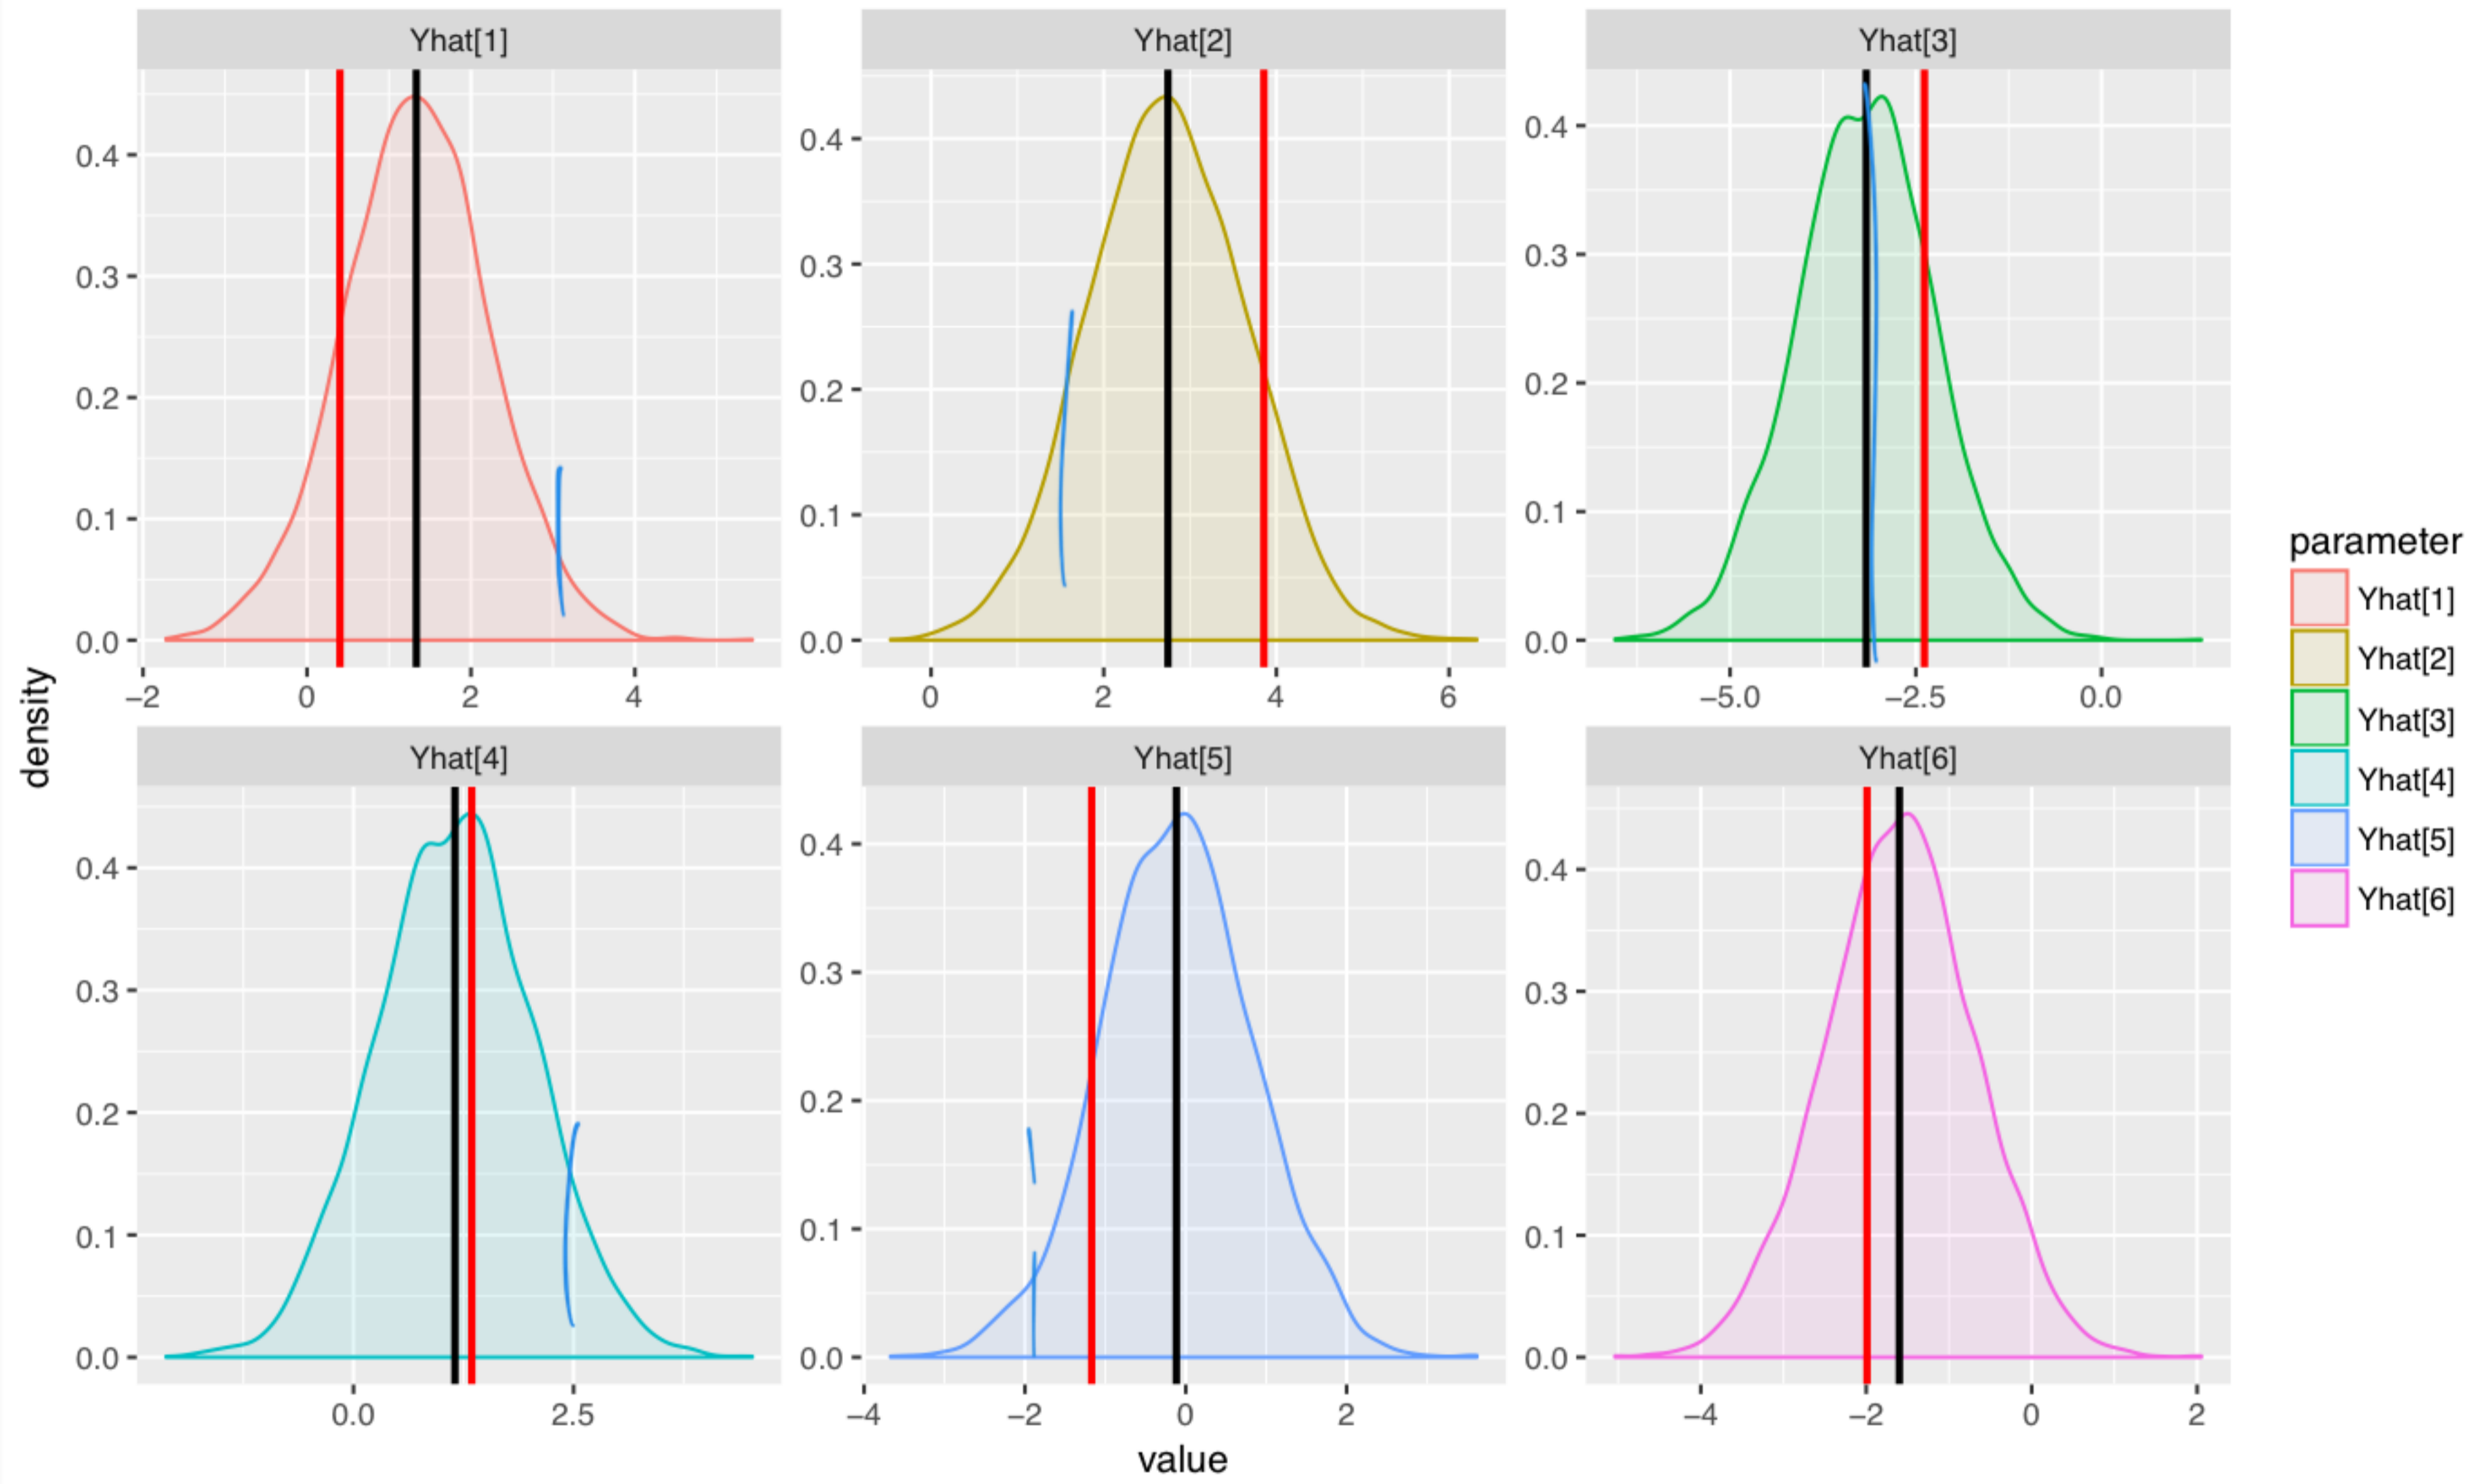 Yhat[1] Yhat[2] Yhat[3]
0.4 0.3 0.2 0.1 0.0
0.4 0.3 0.2 0.1 0.0
0.4 0.3 0.2 0.1 0.0
−2 0 2 4
0 2 4 6
−5.0 −2.5 0.0
density
Yhat[4] Yhat[5] Yhat[6]
0.4 0.3 0.2 0.1 0.0
0.4 0.3 0.2 0.1 0.0
0.4 0.3 0.2 0.1 0.0
0.0 2.5
−4 −2 0 2
−4 −2 0 2
value
parameter
Yhat[1]
Yhat[2]
Yhat[3]
Yhat[4]
Yhat[5]
Yhat[6]